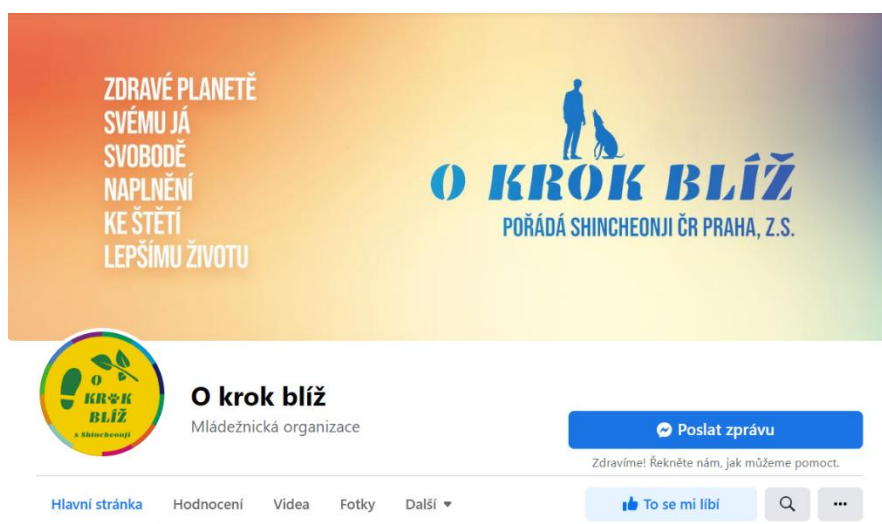 ZDRAVÉ PLANETĚ
SVÉMU JÁ
SVOBODĚ
NAPLNĚNÍ
KE ŠTĚTÍ
LEPŠÍMU ŽIVOTU
O KROK BLÍŽ
POŘÁDÁ SHINCHEONJI ČR PRAHA, Z.S.
O
KROK
BLÍŽ
s Shincheonji
O krok blíž
Mládežnická organizace
Poslat zprávu
Zdravíme! Řekněte nám, jak můžeme pomoct.
Hlavní stránka Hodnocení Videa Fotky Další
To se mi líbí